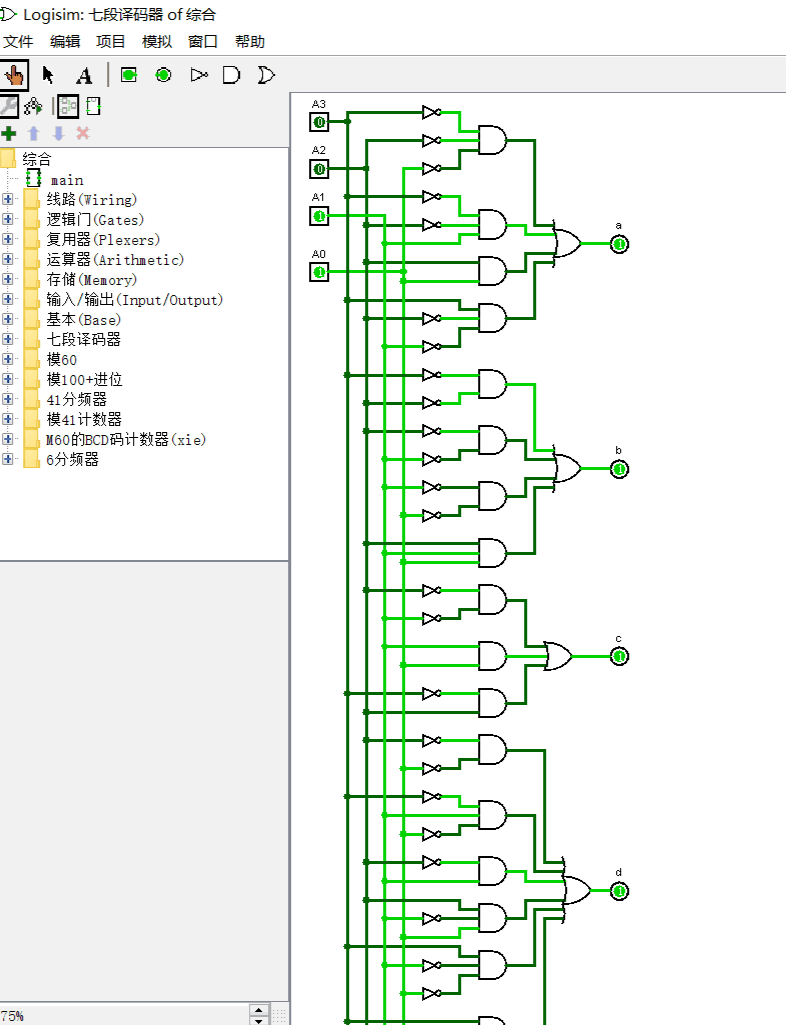 Logisim: 七段译码器 of 综合
文件 编辑 项目 模拟 窗口 帮助
A
综合
main
线路(Wiring)
逻辑门(Gates)
复用器(Plexers)
运算器(Arithmetic)
存储(Memory)
输入/输出(Input/Output)
基本(Base)
七段译码器
模60
模100+进位
41分频器
模41计数器
M60的BCD码计数器(xie)
6分频器
75%
A3
0
A2
0
A1
1
A0
1
a
1
b
1
c
1
d
1